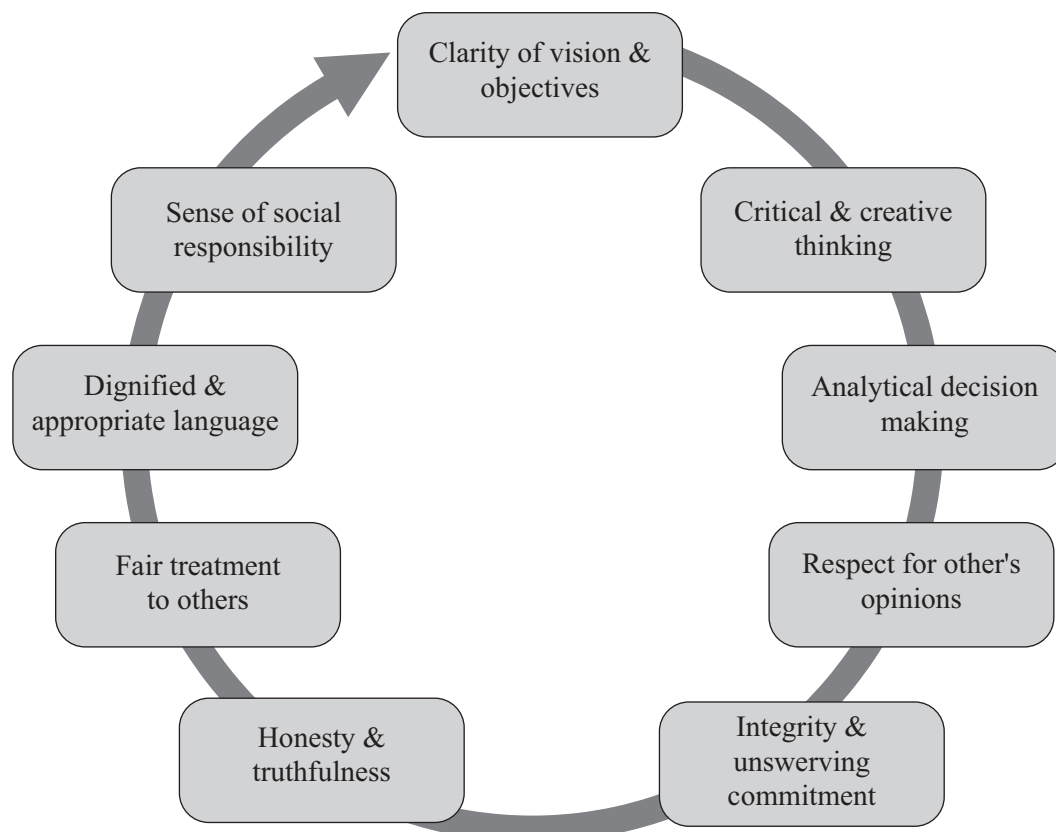 Clarity of vision &
objectives
Critical & creative
thinking
Analytical decision
making
Respect for other's
opinions
Integrity &
unswerving
commitment
Honesty &
truthfulness
Fair treatment
to others
Dignified &
appropriate language
Sense of social
responsibility